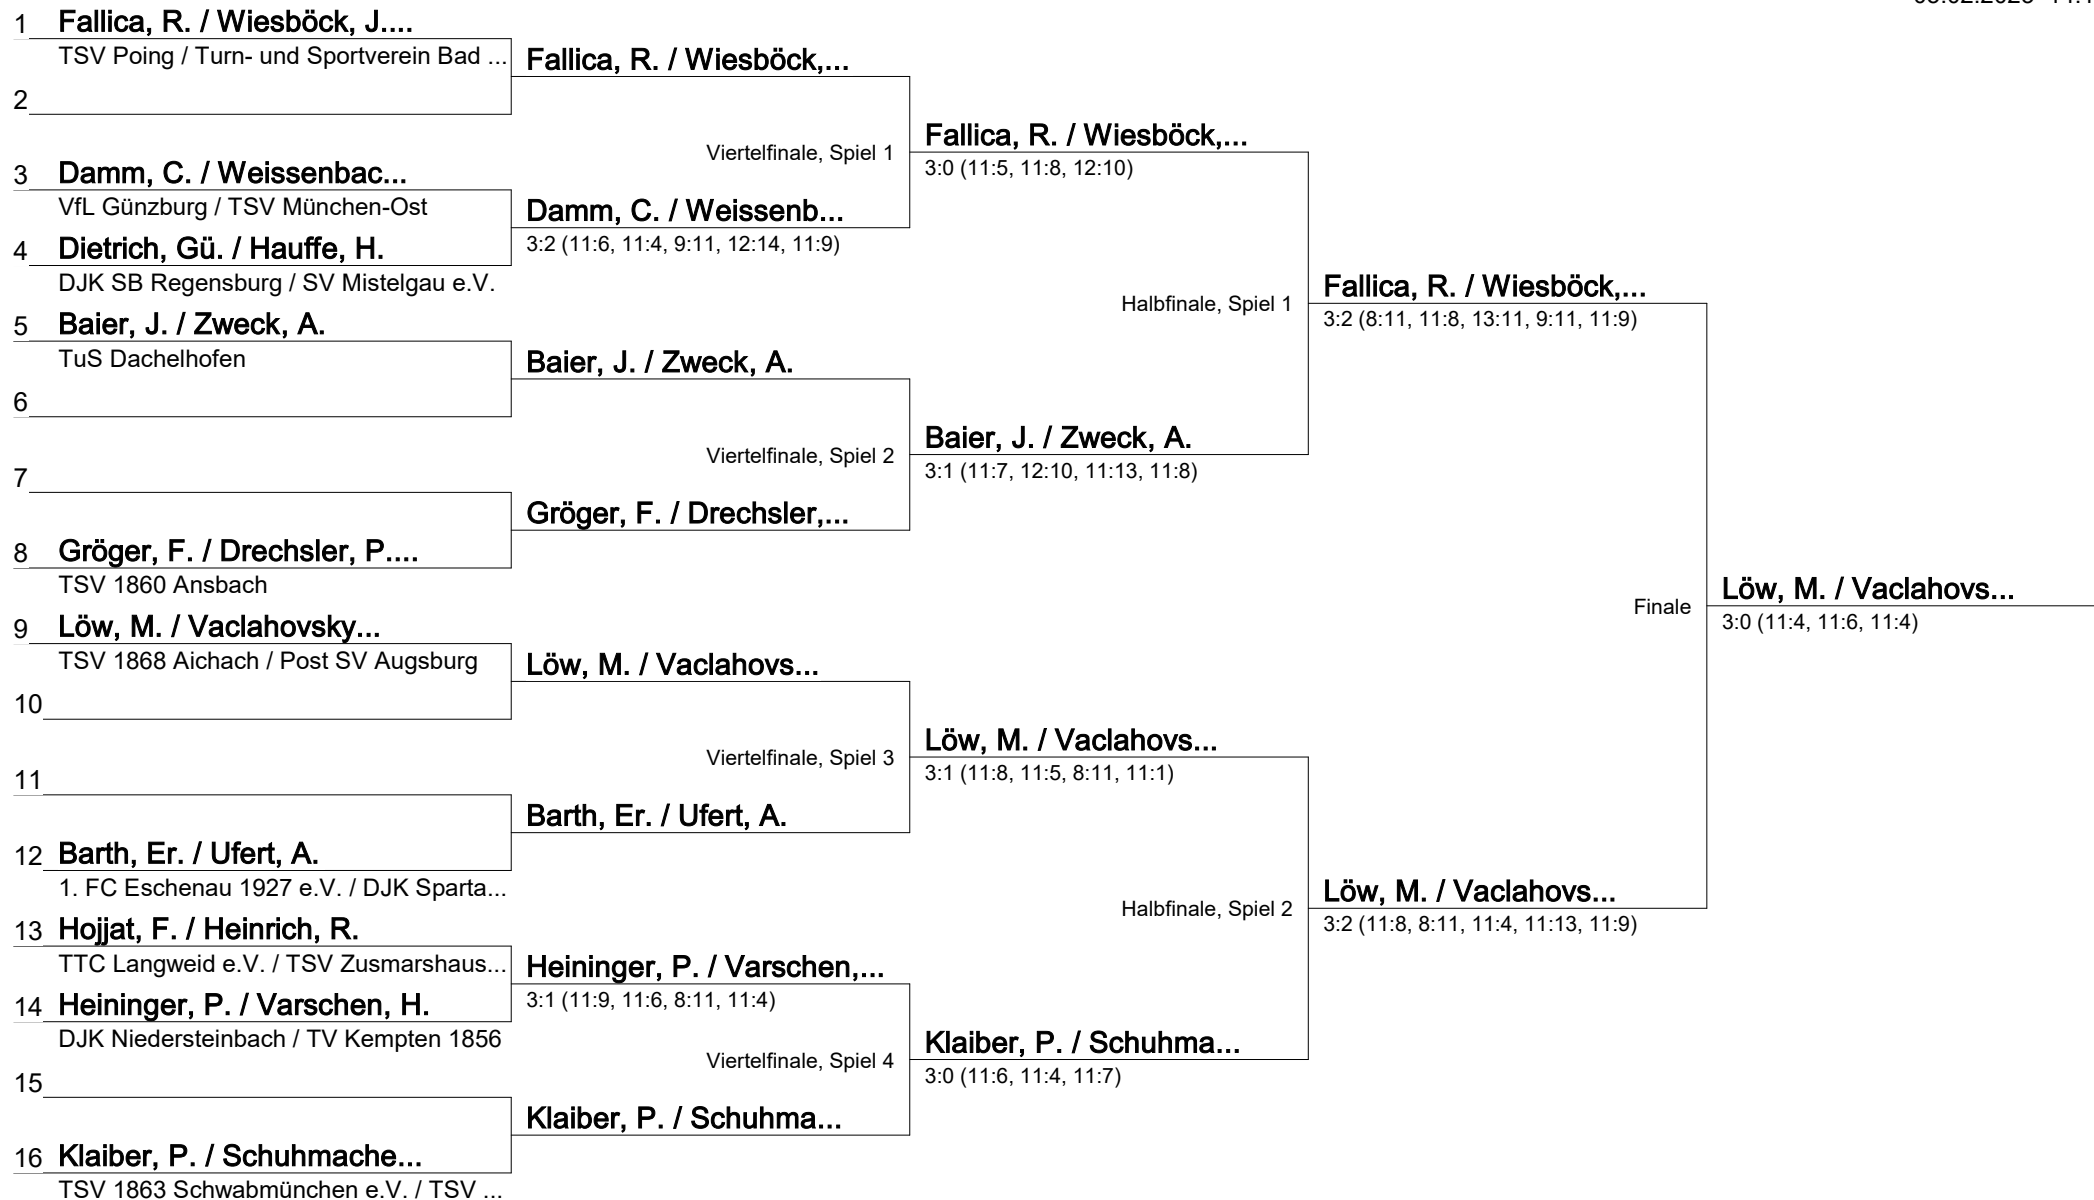 1 Fallica, R. / Wiesböck, J....
TSV Poing / Turn- und Sportverein Bad ...
Fallica, R. / Wiesböck,...
2
Viertelfinale, Spiel 1
Fallica, R. / Wiesböck,...
3:0 (11:5, 11:8, 12:10)
3 Damm, C. / Weissenbac...
VfL Günzburg / TSV München-Ost
Damm, C. / Weissenb...
3:2 (11:6, 11:4, 9:11, 12:14, 11:9)
4 Dietrich, Gü. / Hauffe, H.
DJK SB Regensburg / SV Mistelgau e.V.
Halbfinale, Spiel 1
Fallica, R. / Wiesböck,...
3:2 (8:11, 11:8, 13:11, 9:11, 11:9)
5 Baier, J. / Zweck, A.
TuS Dachelhofen
Baier, J. / Zweck, A.
6
Viertelfinale, Spiel 2
Baier, J. / Zweck, A.
3:1 (11:7, 12:10, 11:13, 11:8)
7
Gröger, F. / Drechsler,...
8 Gröger, F. / Drechsler, P....
TSV 1860 Ansbach
Finale
Löw, M. / Vaclahovs...
3:0 (11:4, 11:6, 11:4)
9 Löw, M. / Vaclahovsky...
TSV 1868 Aichach / Post SV Augsburg
Löw, M. / Vaclahovs...
10
Viertelfinale, Spiel 3
Löw, M. / Vaclahovs...
3:1 (11:8, 11:5, 8:11, 11:1)
11
Barth, Er. / Ufert, A.
12 Barth, Er. / Ufert, A.
1. FC Eschenau 1927 e.V. / DJK Sparta...
Halbfinale, Spiel 2
Löw, M. / Vaclahovs...
3:2 (11:8, 8:11, 11:4, 11:13, 11:9)
13 Hojjat, F. / Heinrich, R.
TTC Langweid e.V. / TSV Zusmarshaus...
Heininger, P. / Varschen,...
3:1 (11:9, 11:6, 8:11, 11:4)
14 Heininger, P. / Varschen, H.
DJK Niedersteinbach / TV Kempten 1856
Viertelfinale, Spiel 4
Klaiber, P. / Schuhma...
3:0 (11:6, 11:4, 11:7)
15
Klaiber, P. / Schuhma...
16 Klaiber, P. / Schuhmache...
TSV 1863 Schwabmünchen e.V. / TSV ...